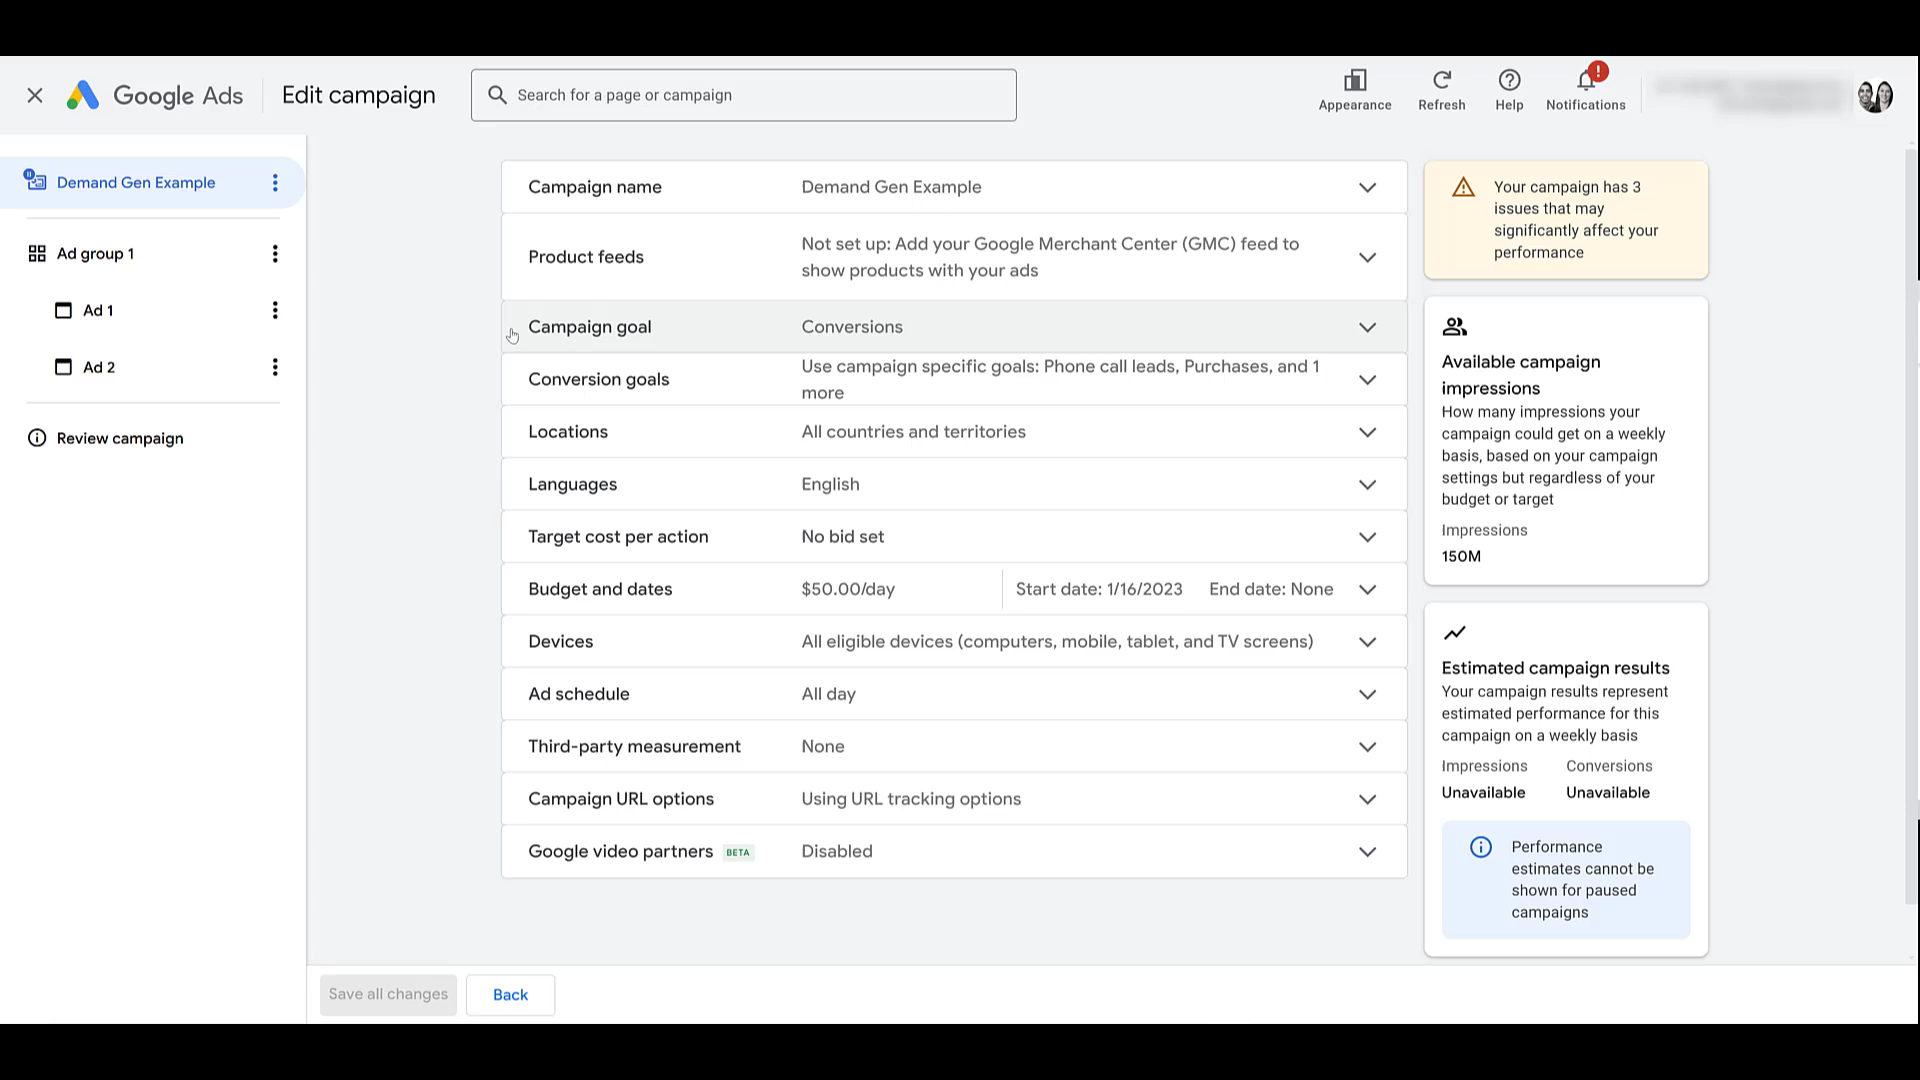 Google Ads
Edit campaign
Search for a page or campaign
Appearance
Refresh
Help
!
Notifications
Demand Gen Example
Ad group 1
Ad 1
Ad 2
Review campaign
Campaign name
Demand Gen Example
Product feeds
Not set up: Add your Google Merchant Center (GMC) feed to
show products with your ads
Campaign goal
Conversions
Conversion goals
Use campaign specific goals: Phone call leads, Purchases, and 1
more
Locations
All countries and territories
Languages
English
Target cost per action
No bid set
Budget and dates
$50.00/day
Start date: 1/16/2023
End date: None
Devices
All eligible devices (computers, mobile, tablet, and TV screens)
Ad schedule
All day
Third-party measurement
None
Campaign URL options
Using URL tracking options
Google video partners BETA
Disabled
Your campaign has 3
issues that may
significantly affect your
performance
Available campaign
impressions
How many impressions your
campaign could get on a weekly
basis, based on your campaign
settings but regardless of your
budget or target
Impressions
150M
Estimated campaign results
Your campaign results represent
estimated performance for this
campaign on a weekly basis
Impressions
Conversions
Unavailable
Unavailable
Performance
estimates cannot be
shown for paused
campaigns
Save all changes
Back